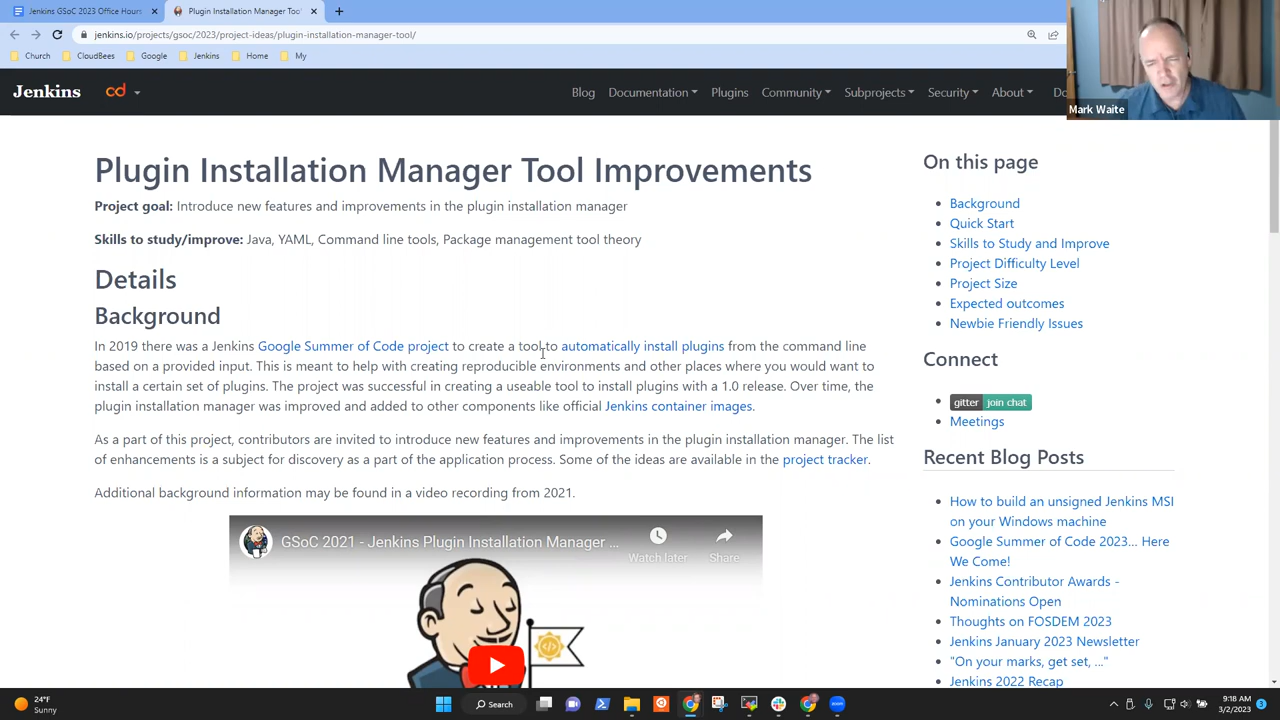 Jenkins GSoC 2023 Office Hours
Plugin Installation Manager Too
jenkins.io/projects/gsoc/2023/project-ideas/plugin-installation-manager-tool/
Church
CloudBees
Google
Jenkins
Home
My
Mark Waite
Jenkins
cd
Blog
Documentation
Plugins
Community
Subprojects
Security
About
Do
Plugin Installation Manager Tool Improvements
Project goal: Introduce new features and improvements in the plugin installation manager
Skills to study/improve: Java, YAML, Command line tools, Package management tool theory
Details
Background
In 2019 there was a Jenkins Google Summer of Code project to create a tool to automatically install plugins from the command line
based on a provided input. This is meant to help with creating reproducible environments and other places where you would want to
install a certain set of plugins. The project was successful in creating a useable tool to install plugins with a 1.0 release. Over time, the
plugin installation manager was improved and added to other components like official Jenkins container images.
As a part of this project, contributors are invited to introduce new features and improvements in the plugin installation manager. The list
of enhancements is a subject for discovery as a part of the application process. Some of the ideas are available in the project tracker.
Additional background information may be found in a video recording from 2021.
GSoC 2021 - Jenkins Plugin Installation Manager ...
Watch later
Share
On this page
Background
Quick Start
Skills to Study and Improve
Project Difficulty Level
Project Size
Expected outcomes
Newbie Friendly Issues
Connect
gitter join chat
Meetings
Recent Blog Posts
How to build an unsigned Jenkins MSI
on your Windows machine
Google Summer of Code 2023... Here
We Come!
Jenkins Contributor Awards -
Nominations Open
Thoughts on FOSDEM 2023
Jenkins January 2023 Newsletter
"On your marks, get set, ..."
Jenkins 2022 Recap
24°F
Sunny
Search
9:18 AM
3/2/2023
3